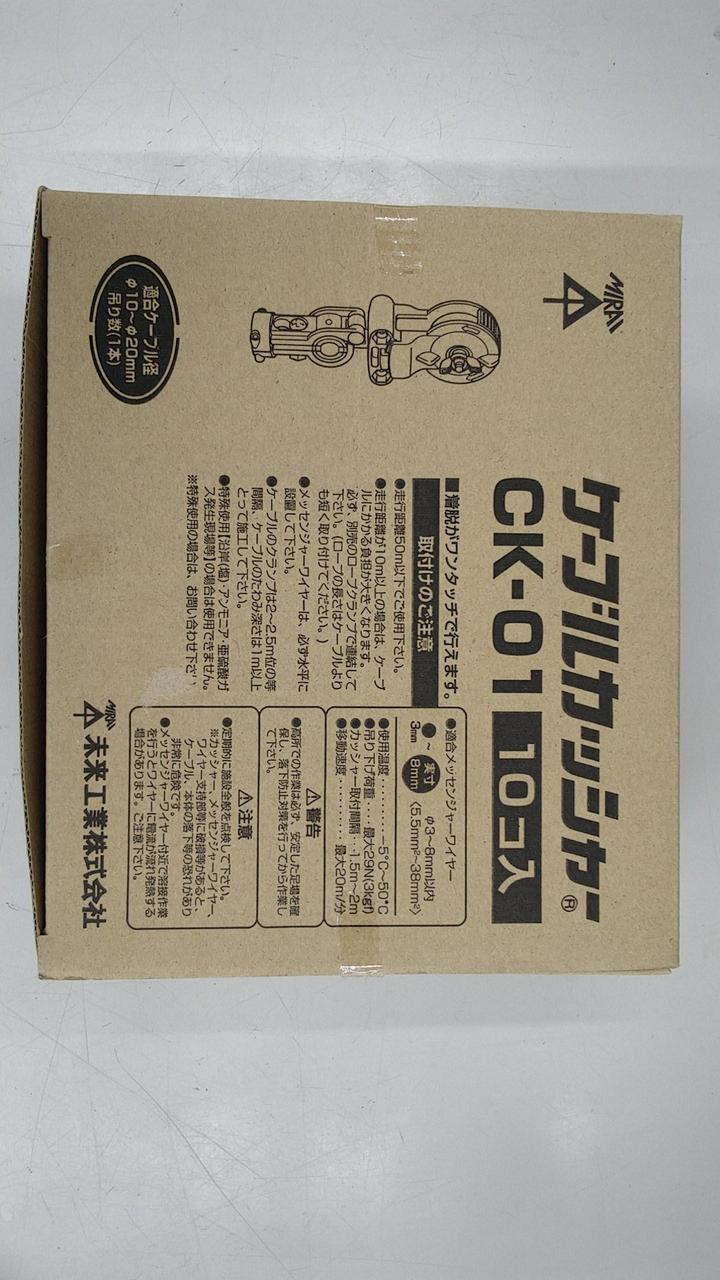 MIRAI
ケーブルカッシャー®
CK-01 10コ入
適合ケーブル径
φ10~φ20mm
吊り数(1本)
■着脱がワンタッチで行えます。
取付けのご注意
●走行距離50m以下でご使用下さい。
●走行距離が10m以上の場合は、ケーブ
ルにかかる負担が大きくなります。
必ず、別売のロープクランプで連結して
下さい。(ロープの長さはケーブルより
も短く取り付けてください。)
●メッセンジャーワイヤーは、必ず水平に
設置して下さい。
●ケーブルのクランプは2~2.5m位の等
間隔、ケーブルのたわみ深さは1m以上
とって施工して下さい。
●特殊使用【沿岸(塩)・アンモニア・亜硫酸ガ
ス発生現場等】の場合は使用できません。
※特殊使用の場合は、お問い合わせ下さい
●適合メッセンジャーワイヤー
●~実寸 φ3~8mm以内
3mm 8mm 〈5.5mm²~38mm²〉
●使用温度・・・・・・・・・-5℃~50℃
●吊り下げ荷重・・・・最大29N(3kgf)
●カッシャー取付間隔・・・1.5m~2m
●移動速度・・・・・・・・・・最大20m/分
⚠警告
●高所での作業は必ず、安定した足場を確
保し、落下防止対策を行ってから作業し
て下さい。
⚠注意
●定期的に施設全般を点検して下さい。
※カッシャー、メッセンジャーワイヤー、
ワイヤー支持部等に破損等があると、
ケーブル、本体の落下等の恐れがあり
非常に危険です。
●メッセンジャーワイヤー付近で溶接作業
を行うとワイヤーに電流が流れ発熱する
場合があります。ご注意下さい。
MIRAI 未来工業株式会社